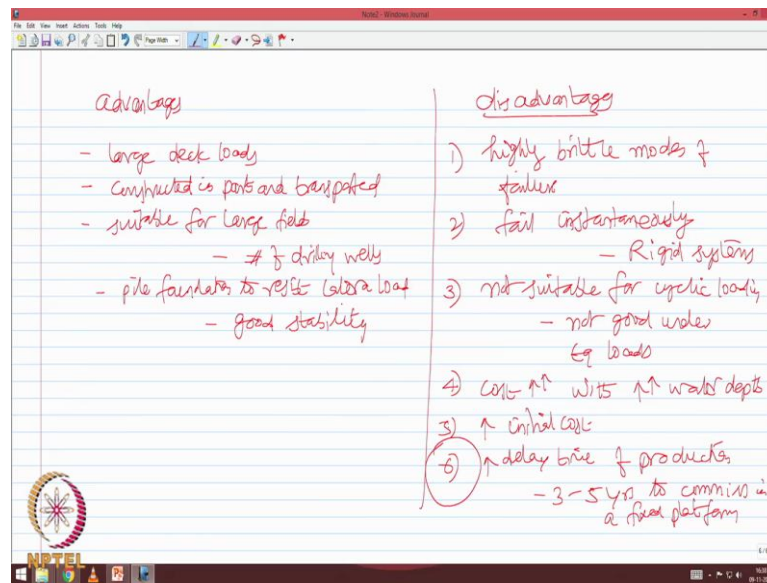 Note2 - Windows Journal
File Edit View Insert Actions Tools Help
Page Width
advantages
- large deck loads
- constructed in parts and transported
- suitable for large fields
- # of drilling wells
- pile foundation to resist lateral load
- good stability
disadvantages
1) highly brittle modes of
failure
2) fail instantaneously
- Rigid systems
3) not suitable for cyclic loading
- not good under
Eq loads
4) cost ↑↑ with ↑↑ water depth
5) ↑ initial cost
6) ↑ delay time of production
- 3-5 yrs to commission
a fixed platform
NPTEL
6/6